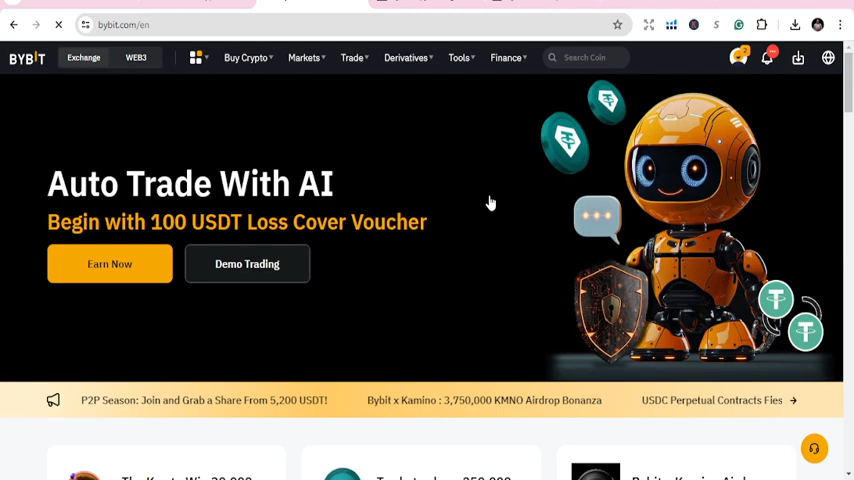 bybit.com/en
BYBIT Exchange WEB3 Buy Crypto Markets Trade Derivatives Tools Finance Search Coin 2
Auto Trade With AI
Begin with 100 USDT Loss Cover Voucher
Earn Now Demo Trading
P2P Season: Join and Grab a Share From 5,200 USDT! Bybit x Kamino : 3,750,000 KMNO Airdrop Bonanza USDC Perpetual Contracts Fies